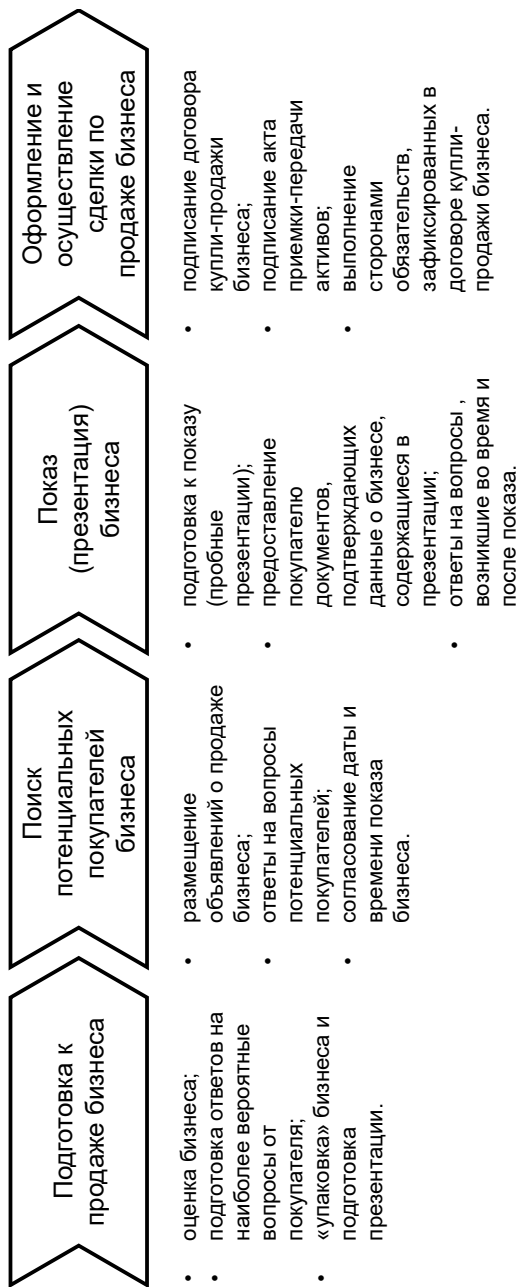 Подготовка к
продаже бизнеса
• оценка бизнеса;
• подготовка ответов на
наиболее вероятные
вопросы от
покупателя;
• «упаковка» бизнеса и
подготовка
презентации.
Поиск
потенциальных
покупателей
бизнеса
• размещение
объявлений о продаже
бизнеса;
• ответы на вопросы
потенциальных
покупателей;
• согласование даты и
времени показа
бизнеса.
Показ
(презентация)
бизнеса
• подготовка к показу
(пробные
презентации);
• предоставление
покупателю
документов,
подтверждающих
данные о бизнесе,
содержащиеся в
презентации;
• ответы на вопросы ,
возникшие во время и
после показа.
Оформление и
осуществление
сделки по
продаже бизнеса
• подписание договора
купли-продажи
бизнеса;
• подписание акта
приемки-передачи
активов;
• выполнение
сторонами
обязательств,
зафиксированных в
договоре купли-
продажи бизнеса.